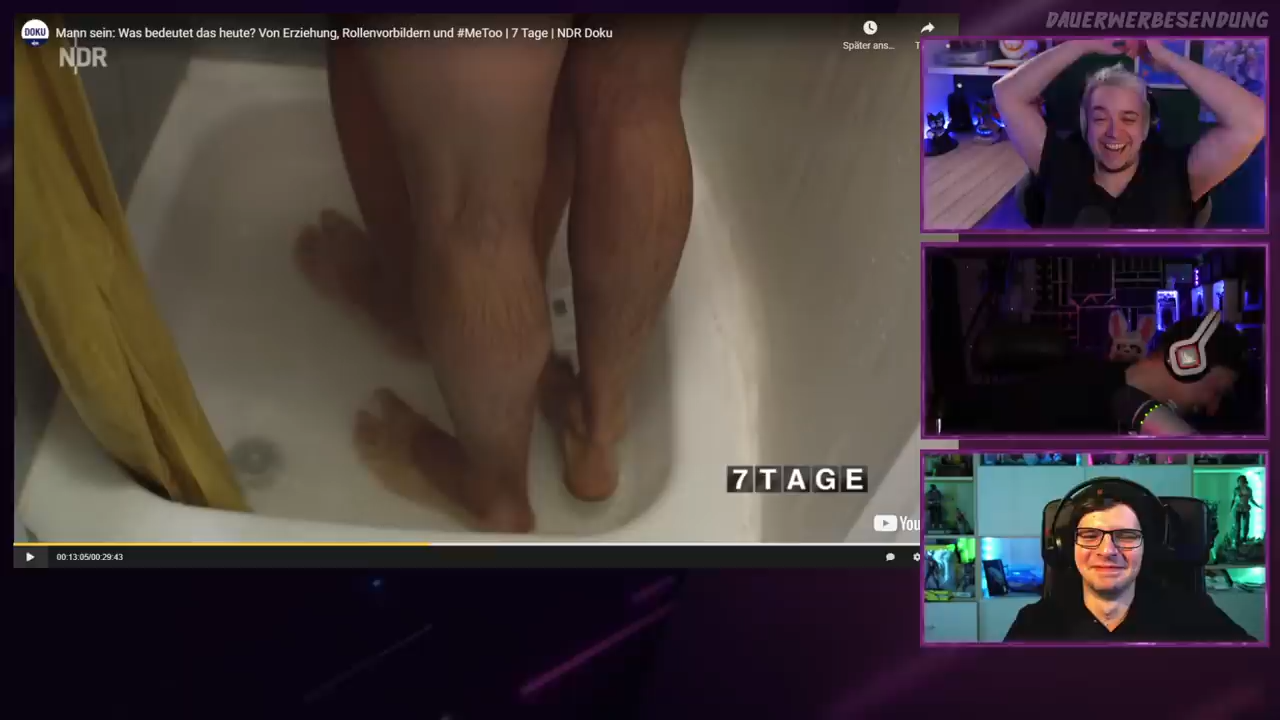 DAUERWERBESENDUNG
DOKU
Mann sein: Was bedeutet das heute? Von Erziehung, Rollenvorbildern und #MeToo | 7 Tage | NDR Doku
Später ans...
T
NDR
7TAGE
You
00:13:05/00:29:43